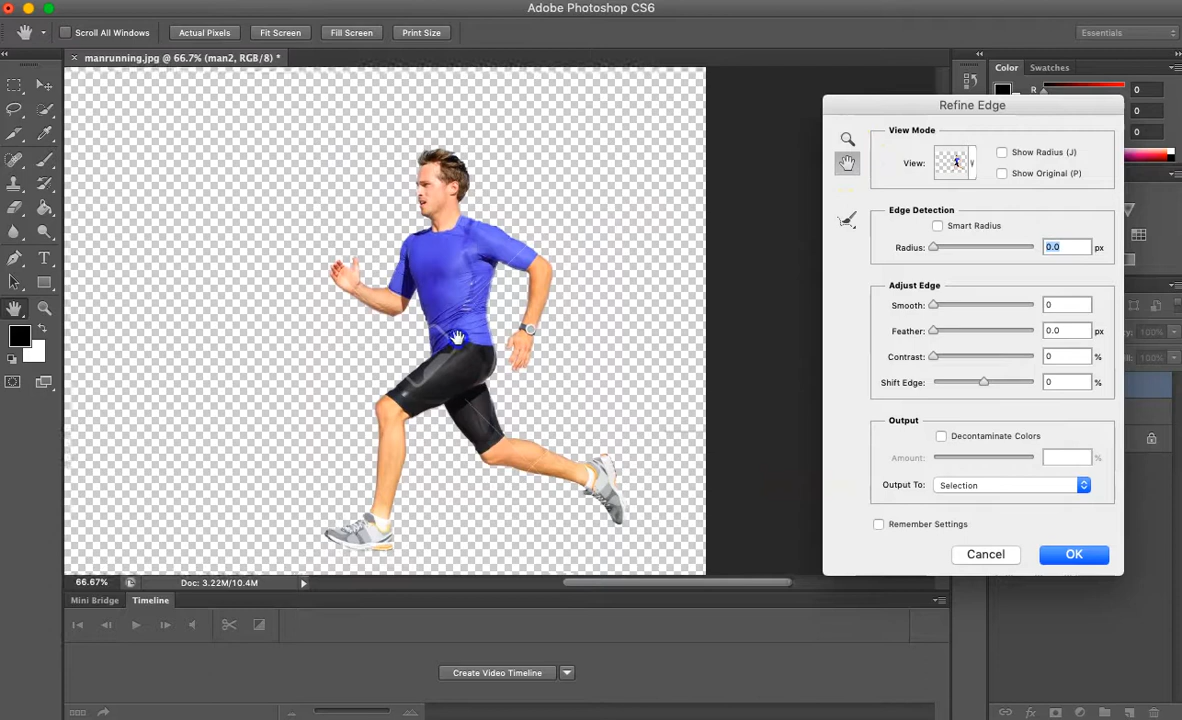 Adobe Photoshop CS6
Scroll All Windows
Actual Pixels
Fit Screen
Fill Screen
Print Size
Essentials
manrunning.jpg @ 66.7% (man2, RGB/8) *
Color
Swatches
R
0
0
0
Refine Edge
View Mode
View:
Show Radius (J)
Show Original (P)
Edge Detection
Smart Radius
Radius:
0.0
px
Adjust Edge
Smooth:
0
Feather:
0.0
px
Contrast:
0
%
Shift Edge:
0
%
Output
Decontaminate Colors
Amount:
%
Output To:
Selection
Remember Settings
Cancel
OK
66.67%
Doc: 3.22M/10.4M
Mini Bridge
Timeline
Create Video Timeline